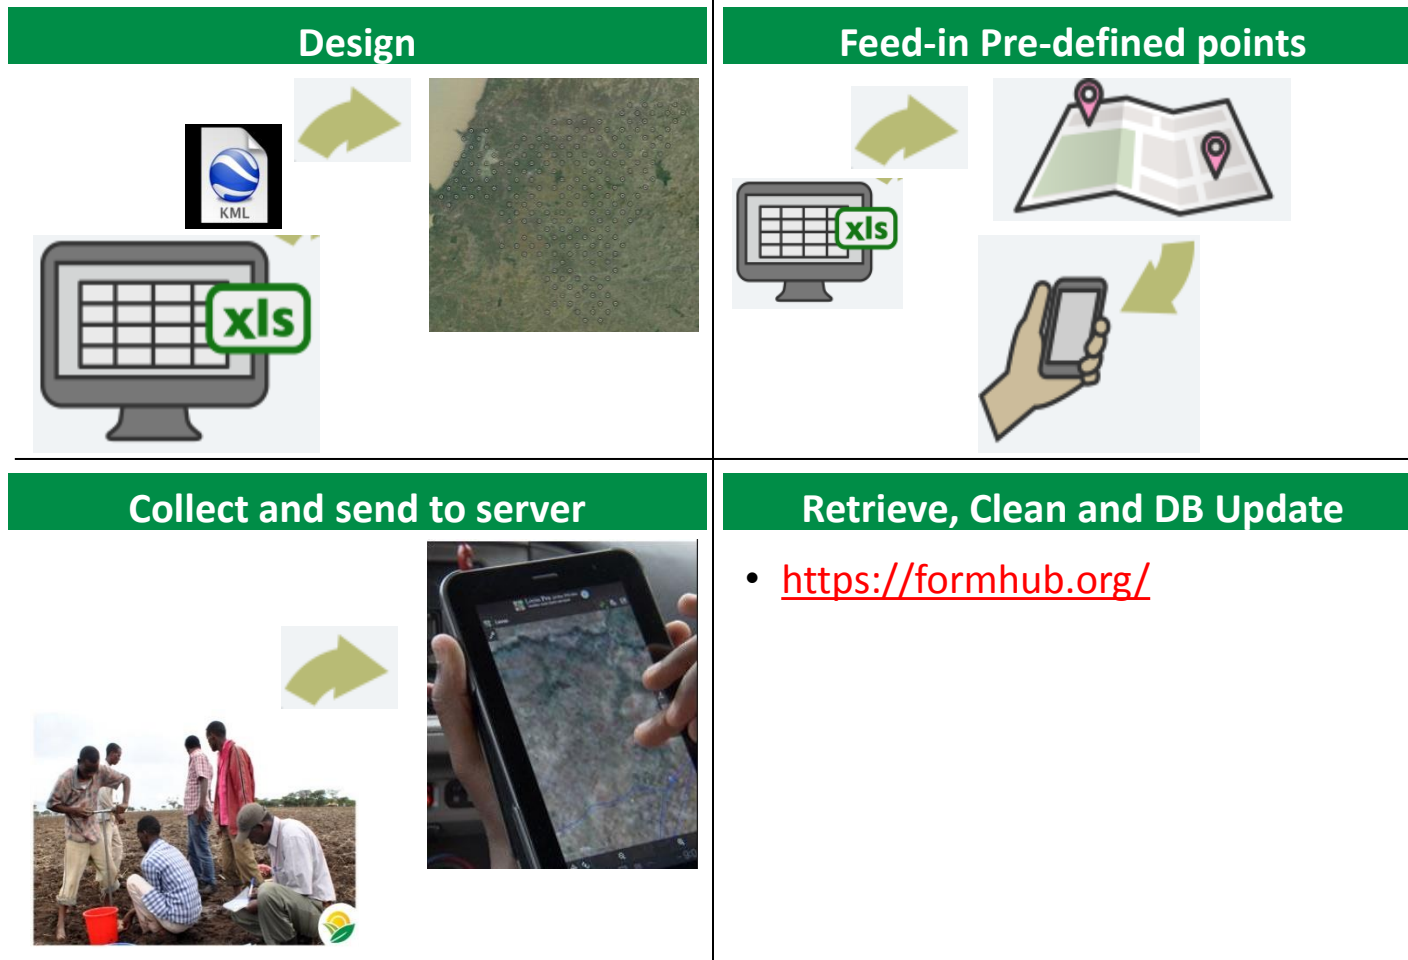 Design
KML
xls
Feed-in Pre-defined points
xls
Collect and send to server
Retrieve, Clean and DB Update
• https://formhub.org/